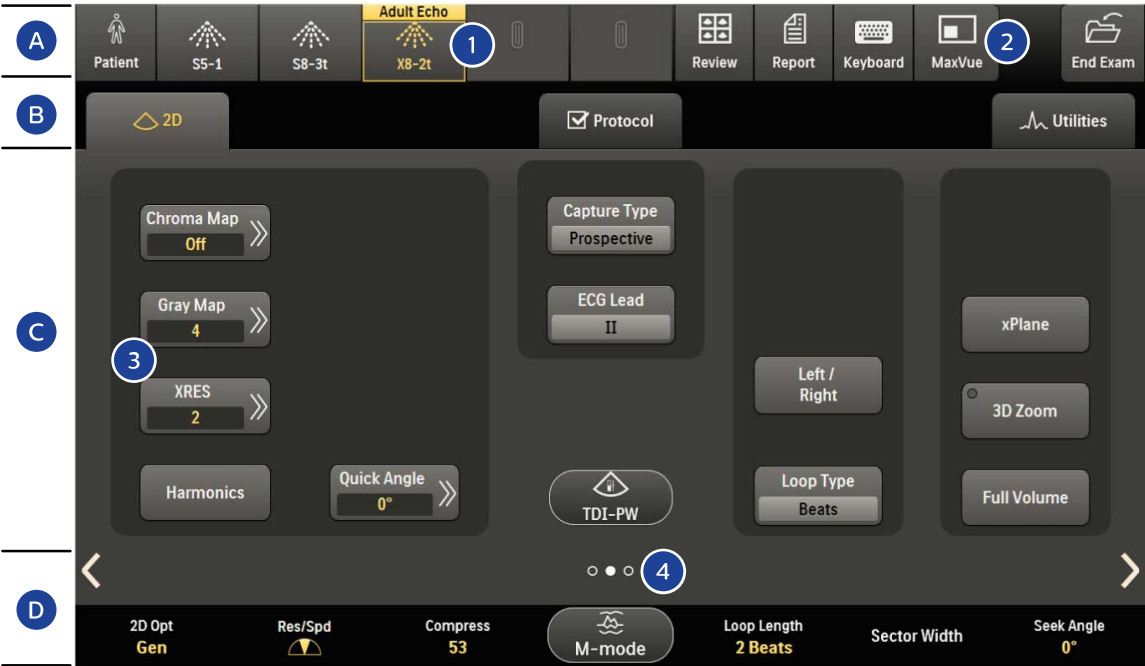 A
Patient
S5-1
S8-3t
Adult Echo
X8-2t
1
Review
Report
Keyboard
MaxVue
2
End Exam
B
2D
Protocol
Utilities
C
Chroma Map
Off
Gray Map
4
3
XRES
2
Harmonics
Quick Angle
0°
Capture Type
Prospective
ECG Lead
II
TDI-PW
Left /
Right
Loop Type
Beats
xPlane
3D Zoom
Full Volume
4
D
2D Opt
Gen
Res/Spd
Compress
53
M-mode
Loop Length
2 Beats
Sector Width
Seek Angle
0°